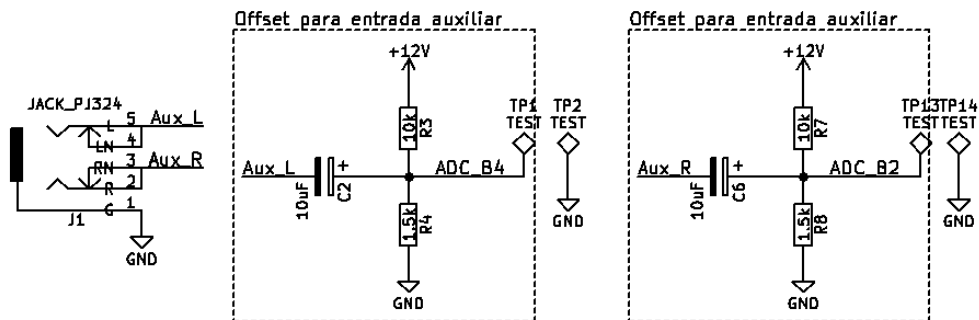 Offset para entrada auxiliar
+12V
JACK_PJ324
L 5 Aux_L
LN 4
RN 3 Aux_R
R 2
G 1
J1
GND
Aux_L
10uF
C2
+
10k
R3
ADC_B4
1.5k
R4
GND
TP1
TEST
TP2
TEST
GND
Offset para entrada auxiliar
+12V
Aux_R
10uF
C6
+
10k
R7
ADC_B2
1.5k
R8
GND
TP13
TEST
TP14
TEST
GND